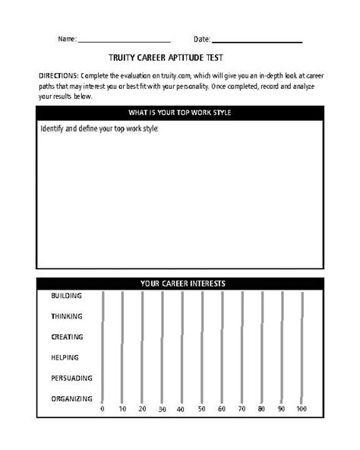 Name: ______________________ Date: ______________________
TRUITY CAREER APTITUDE TEST
DIRECTIONS: Complete the evaluation on truity.com, which will give you an in-depth look at career
paths that may interest you or best fit with your personality. Once completed, record and analyze
your results below.
WHAT IS YOUR TOP WORK STYLE
Identify and define your top work style:
YOUR CAREER INTERESTS
BUILDING
THINKING
CREATING
HELPING
PERSUADING
ORGANIZING
0 10 20 30 40 50 60 70 80 90 100